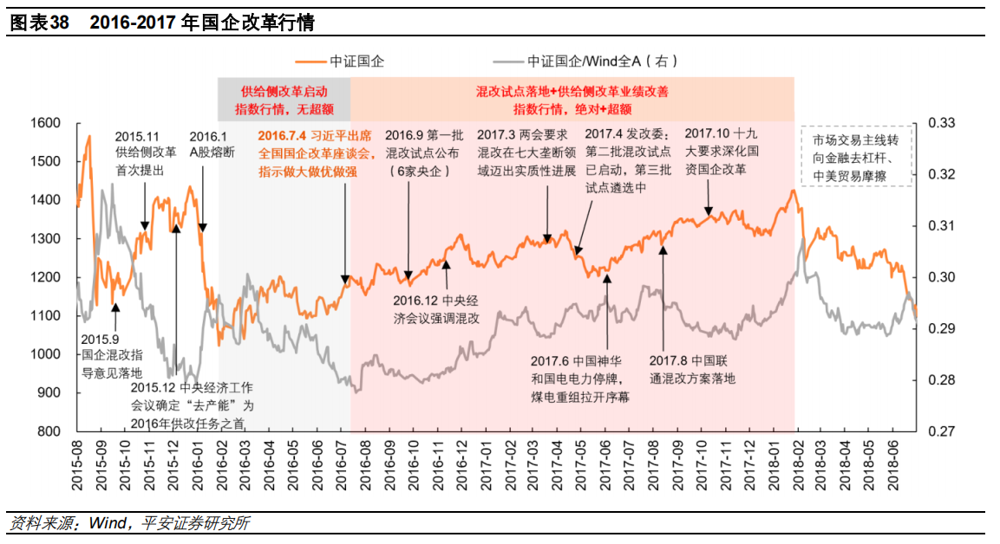 图表38 2016-2017 年国企改革行情
中证国企
中证国企/Wind全A（右）
供给侧改革启动
指数行情，无超额
混改试点落地+供给侧改革业绩改善
指数行情，绝对+超额
1600
1500
1400
1300
1200
1100
1000
900
800
0.33
0.32
0.31
0.30
0.29
0.28
0.27
2015.11
供给侧改革
首次提出
2016.1
A股熔断
2016.7.4 习近平出席
全国国企改革座谈会，
指示做大做优做强
2016.9 第一批
混改试点公布
（6家央企）
2017.3 两会要求
混改在七大垄断领
域迈出实质性进展
2017.4 发改委：
第二批混改试点
已启动，第三批
试点遴选中
2017.10 十九
大要求深化国
资国企改革
市场交易主线转
向金融去杠杆、
中美贸易摩擦
2015.9
国企混改指
导意见落地
2015.12 中央经济工作
会议确定“去产能”为
2016年供改任务之首
2016.12 中央经
济会议强调混改
2017.6 中国神华
和国电电力停牌，
煤电重组拉开序幕
2017.8 中国联
通混改方案落地
2015-08
2015-09
2015-10
2015-11
2015-12
2016-01
2016-02
2016-03
2016-04
2016-05
2016-06
2016-07
2016-08
2016-09
2016-10
2016-11
2016-12
2017-01
2017-02
2017-03
2017-04
2017-05
2017-06
2017-07
2017-08
2017-09
2017-10
2017-11
2017-12
2018-01
2018-02
2018-03
2018-04
2018-05
2018-06
资料来源：Wind，平安证券研究所